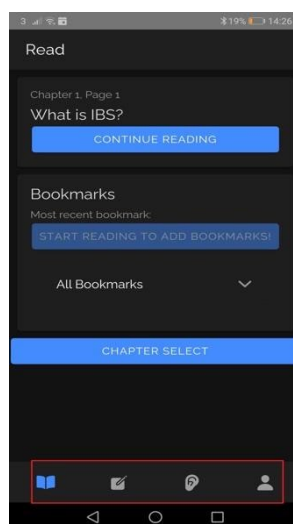 3
19% 14:26
Read
Chapter 1, Page 1
What is IBS?
CONTINUE READING
Bookmarks
Most recent bookmark:
START READING TO ADD BOOKMARKS!
All Bookmarks
CHAPTER SELECT